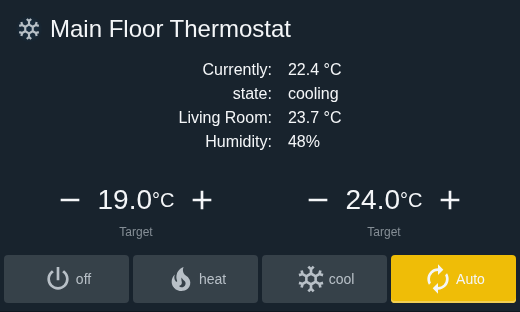 Main Floor Thermostat
Currently: 22.4 °C
state: cooling
Living Room: 23.7 °C
Humidity: 48%
− 19.0°C + − 24.0°C +
Target Target
off heat cool Auto